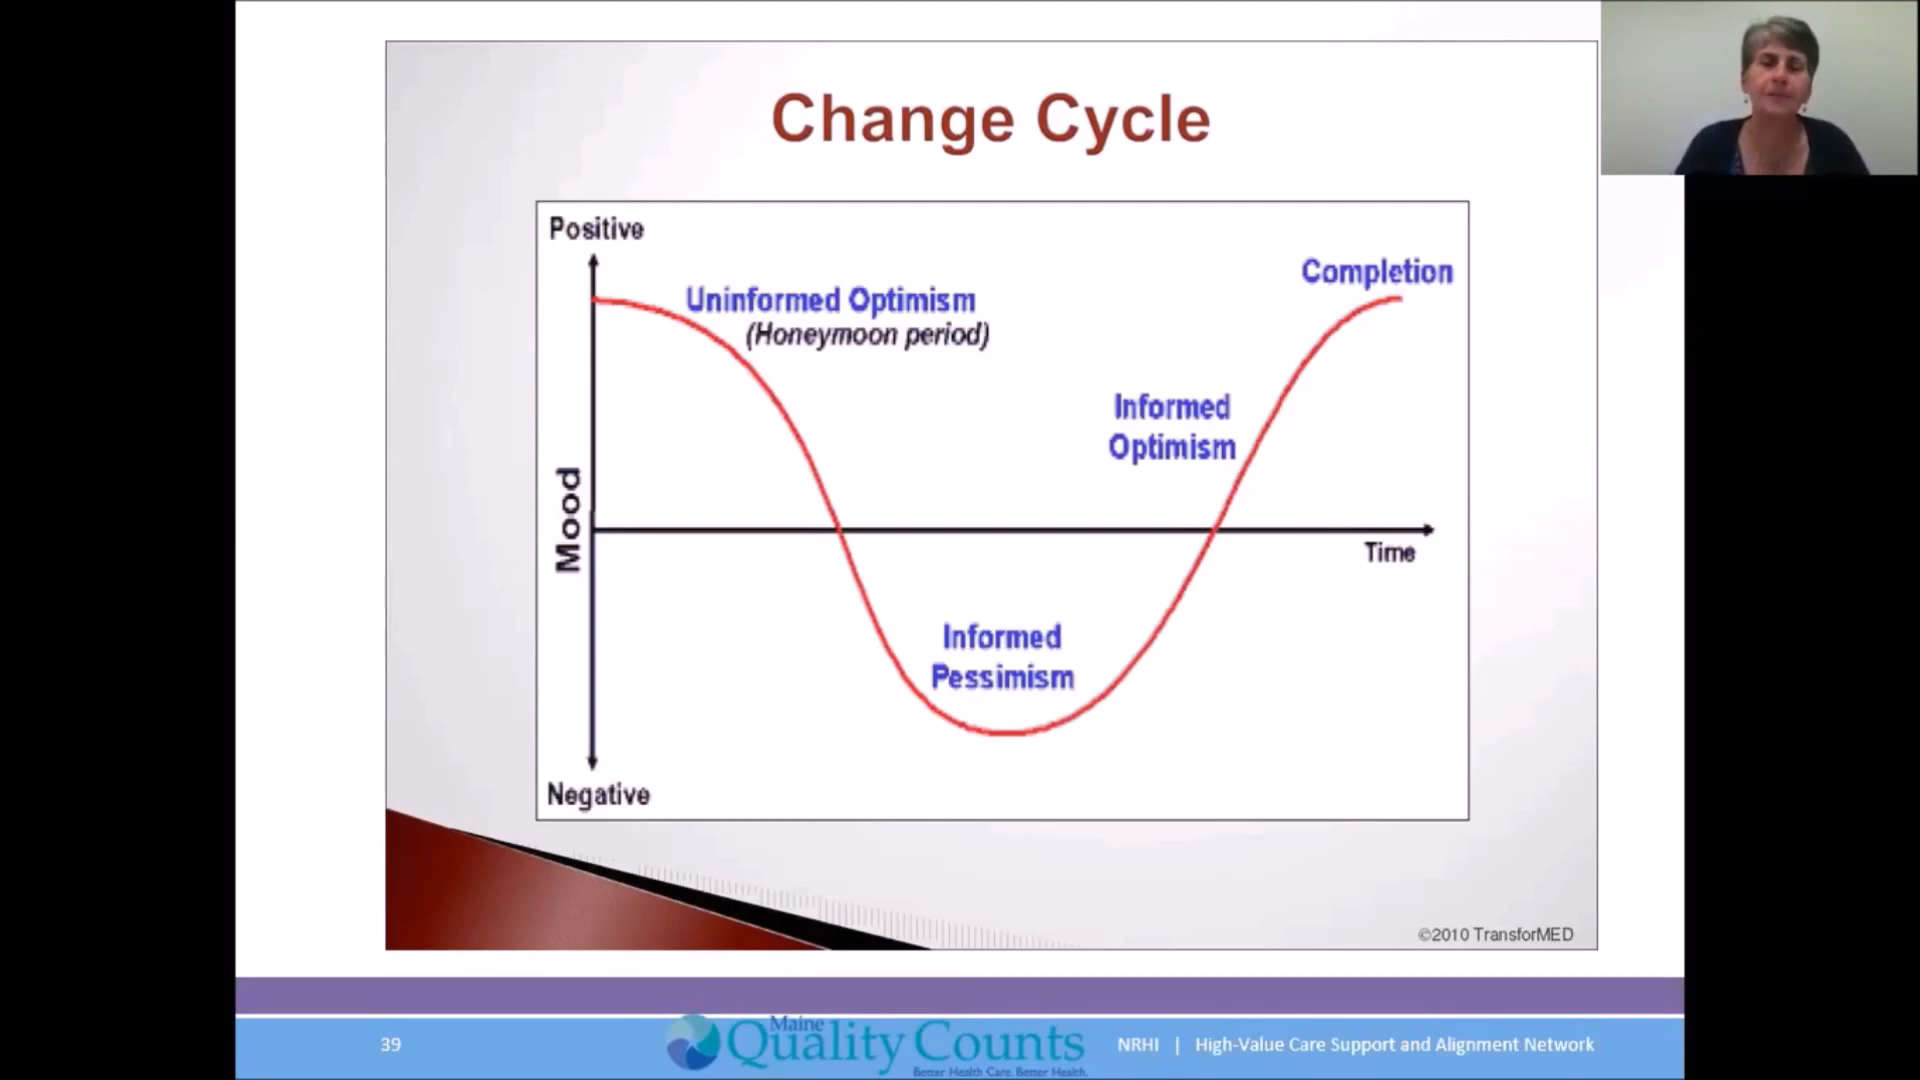 Change Cycle
Positive
Uninformed Optimism
(Honeymoon period)
Completion
Informed
Optimism
Mood
Time
Informed
Pessimism
Negative
©2010 TransforMED
39
Maine
Quality Counts
Better Health Care. Better Health.
NRHI | High-Value Care Support and Alignment Network